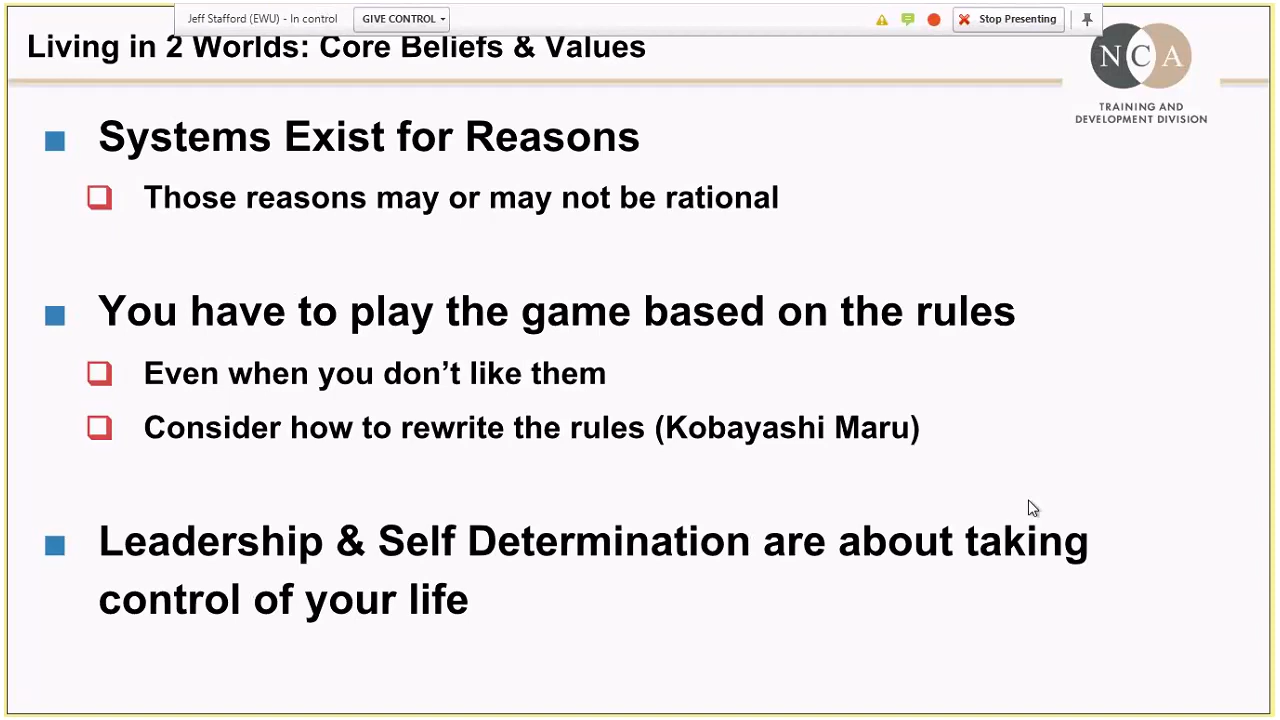 Jeff Stafford (EWU) - In control
GIVE CONTROL
Stop Presenting
Living in 2 Worlds: Core Beliefs & Values
NCA
TRAINING AND
DEVELOPMENT DIVISION
Systems Exist for Reasons
Those reasons may or may not be rational
You have to play the game based on the rules
Even when you don’t like them
Consider how to rewrite the rules (Kobayashi Maru)
Leadership & Self Determination are about taking
control of your life